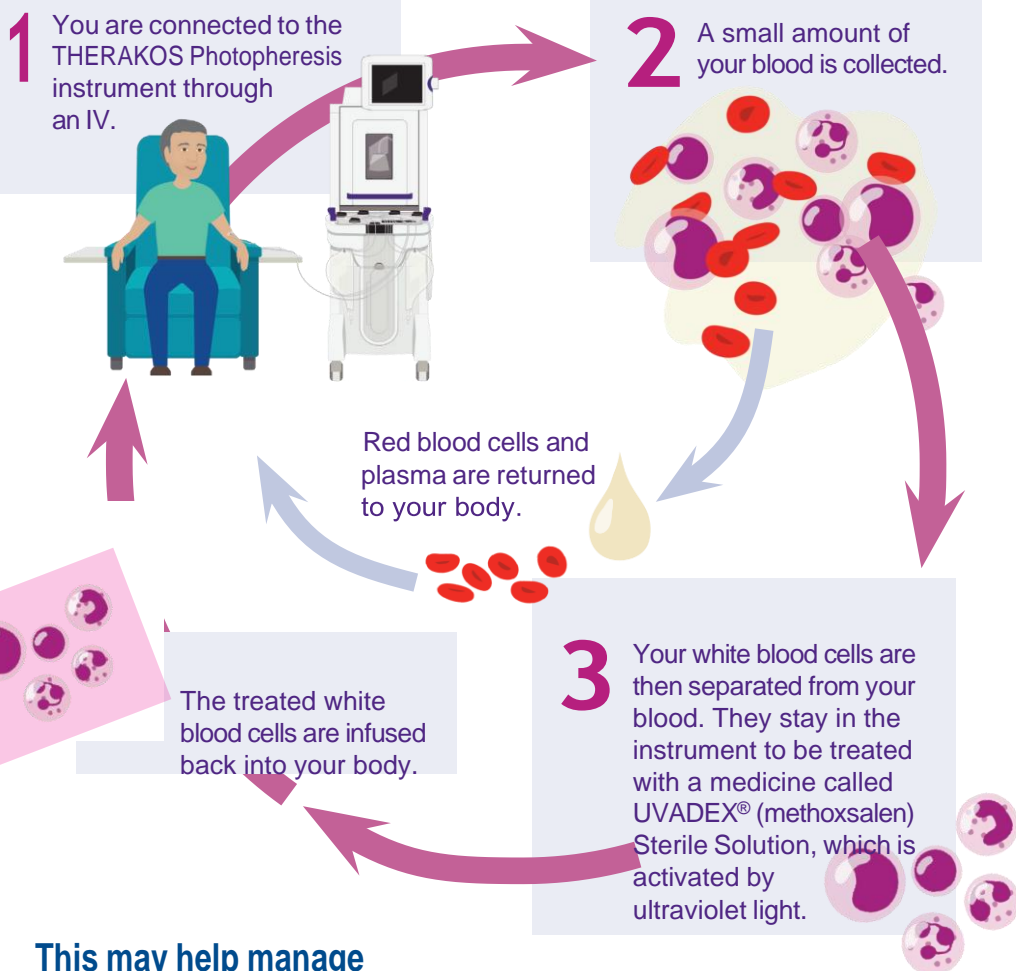 1
You are connected to the
THERAKOS Photopheresis
instrument through
an IV.
2
A small amount of
your blood is collected.
Red blood cells and
plasma are returned
to your body.
3
Your white blood cells are
then separated from your
blood. They stay in the
instrument to be treated
with a medicine called
UVADEX® (methoxsalen)
Sterile Solution, which is
activated by
ultraviolet light.
The treated white
blood cells are infused
back into your body.
This may help manage